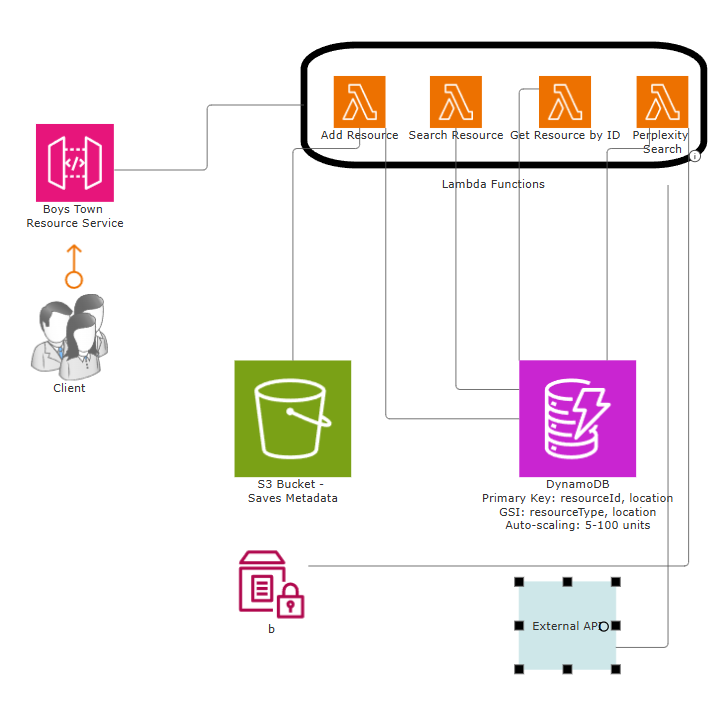 Add Resource
Search Resource
Get Resource by ID
Perplexity
Search
i
Lambda Functions
</>
Boys Town
Resource Service
Client
S3 Bucket -
Saves Metadata
DynamoDB
Primary Key: resourceId, location
GSI: resourceType, location
Auto-scaling: 5-100 units
b
External API